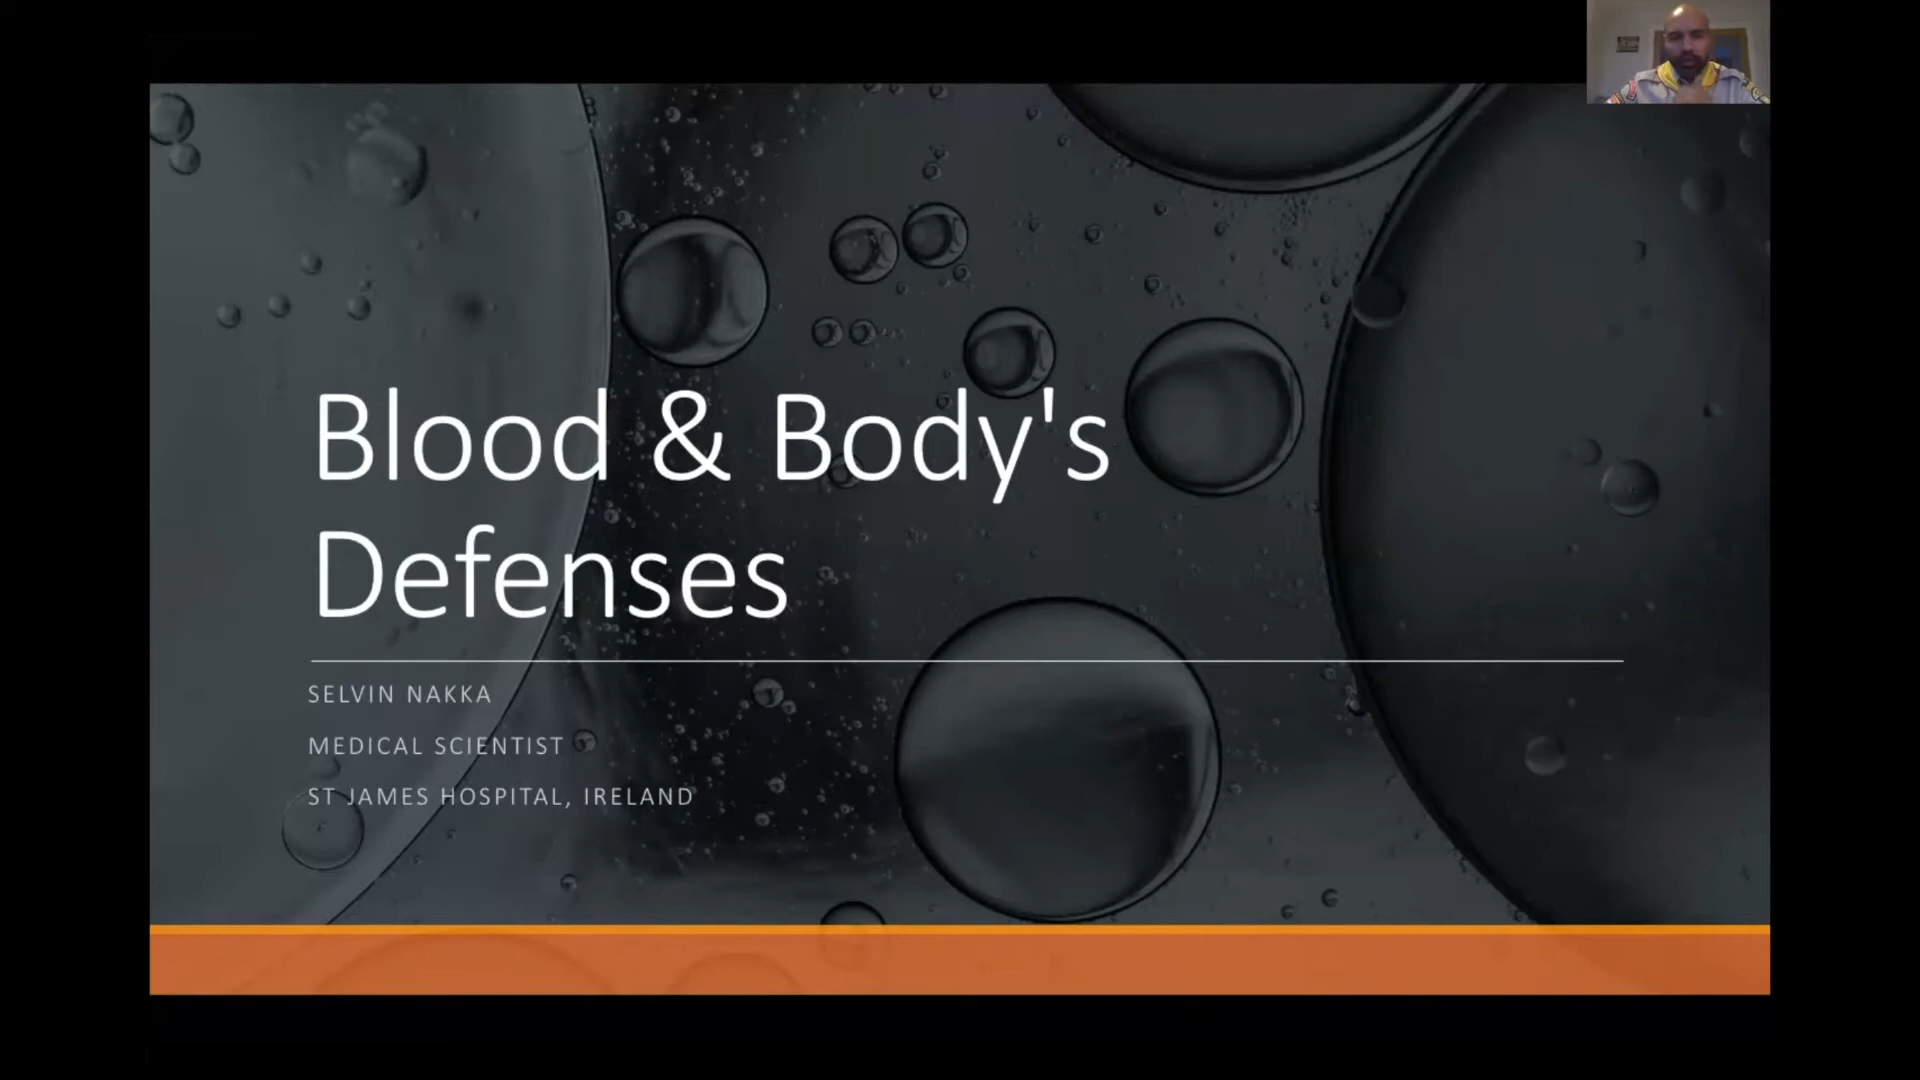 Blood & Body's
Defenses
SELVIN NAKKA
MEDICAL SCIENTIST
ST JAMES HOSPITAL, IRELAND